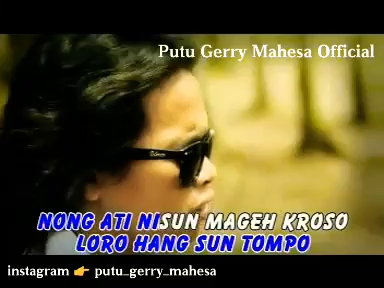 Putu Gerry Mahesa Official
NONG ATI NISUN MAGEH KROSO
LORO HANG SUN TOMPO
instagram 👉 putu_gerry_mahesa